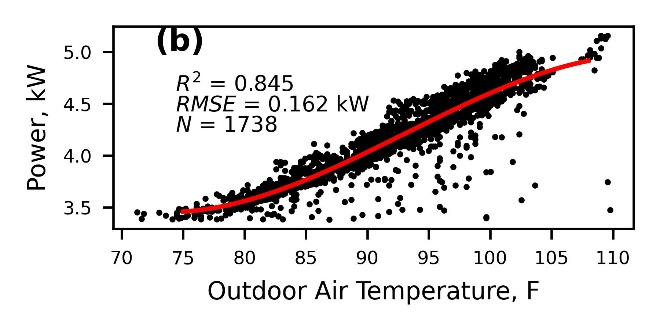 (b)
R² = 0.845
RMSE = 0.162 kW
N = 1738
Power, kW
5.0
4.5
4.0
3.5
70 75 80 85 90 95 100 105 110
Outdoor Air Temperature, F